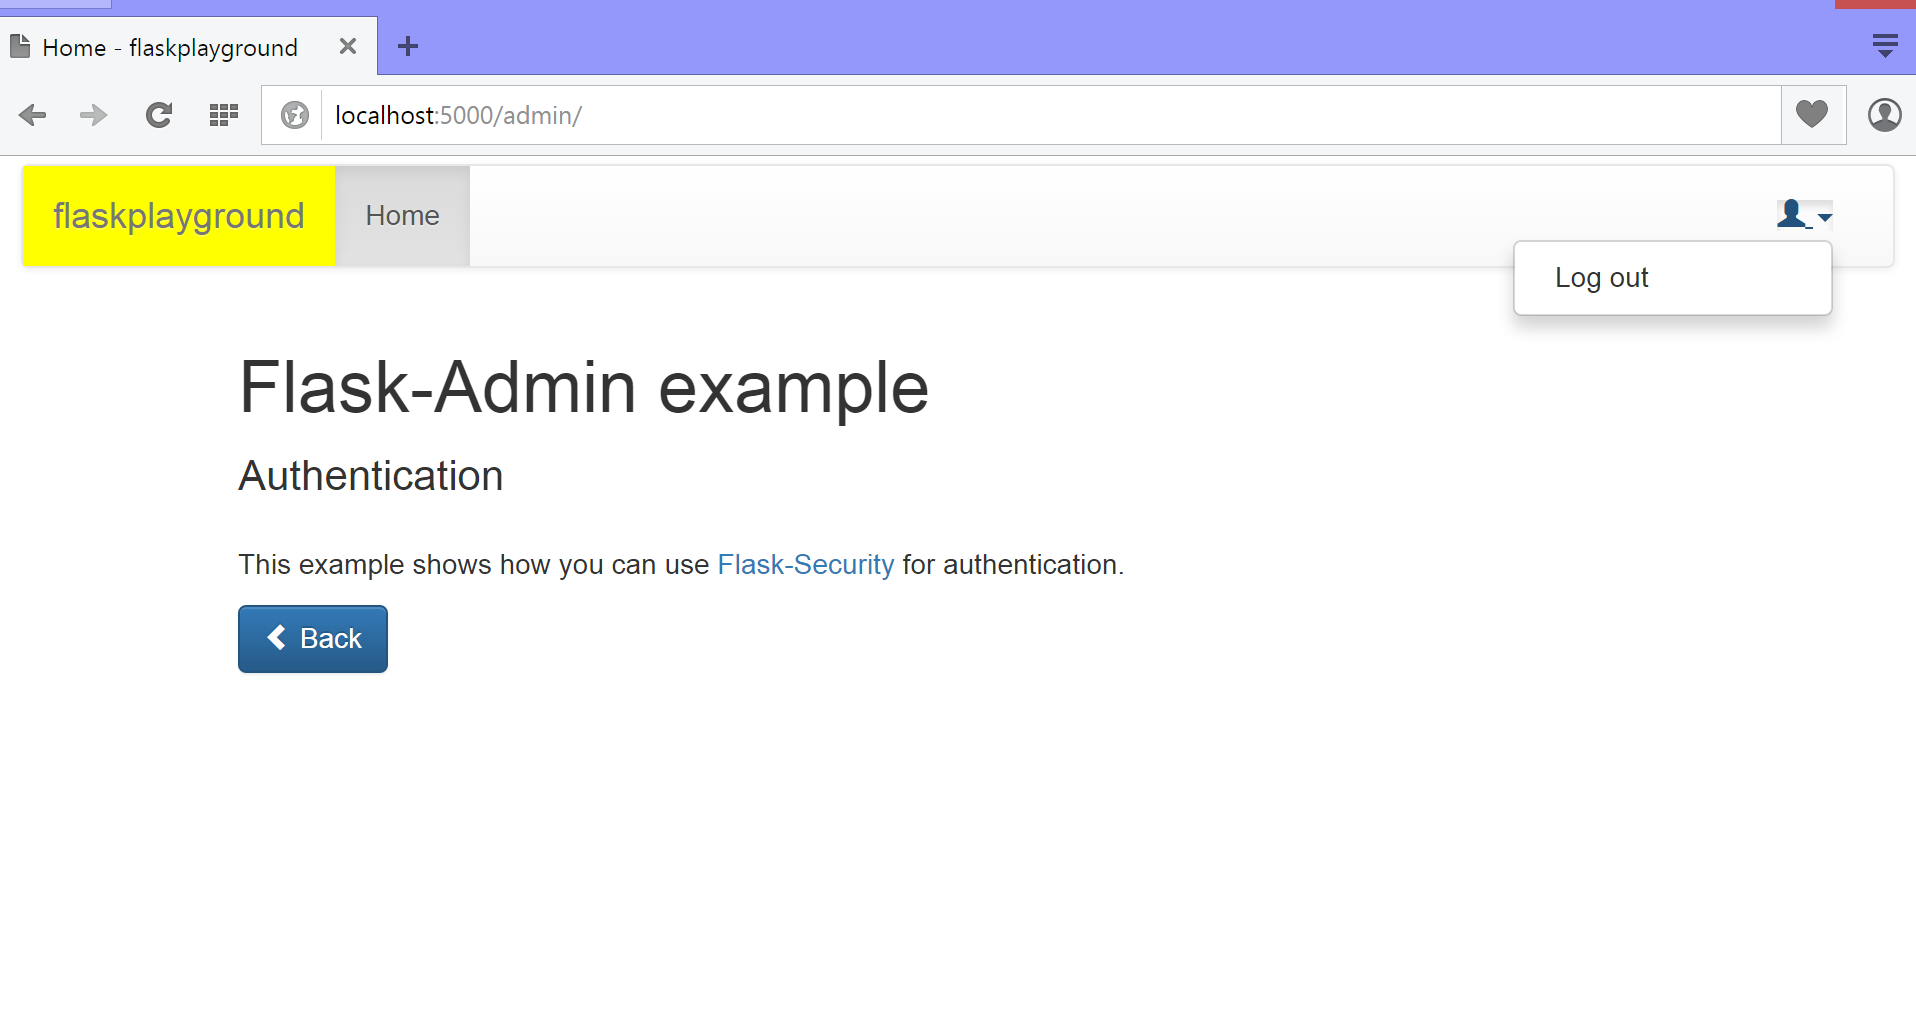 Home - flaskplayground
localhost:5000/admin/
flaskplayground Home
Log out
Flask-Admin example
Authentication
This example shows how you can use Flask-Security for authentication.
Back